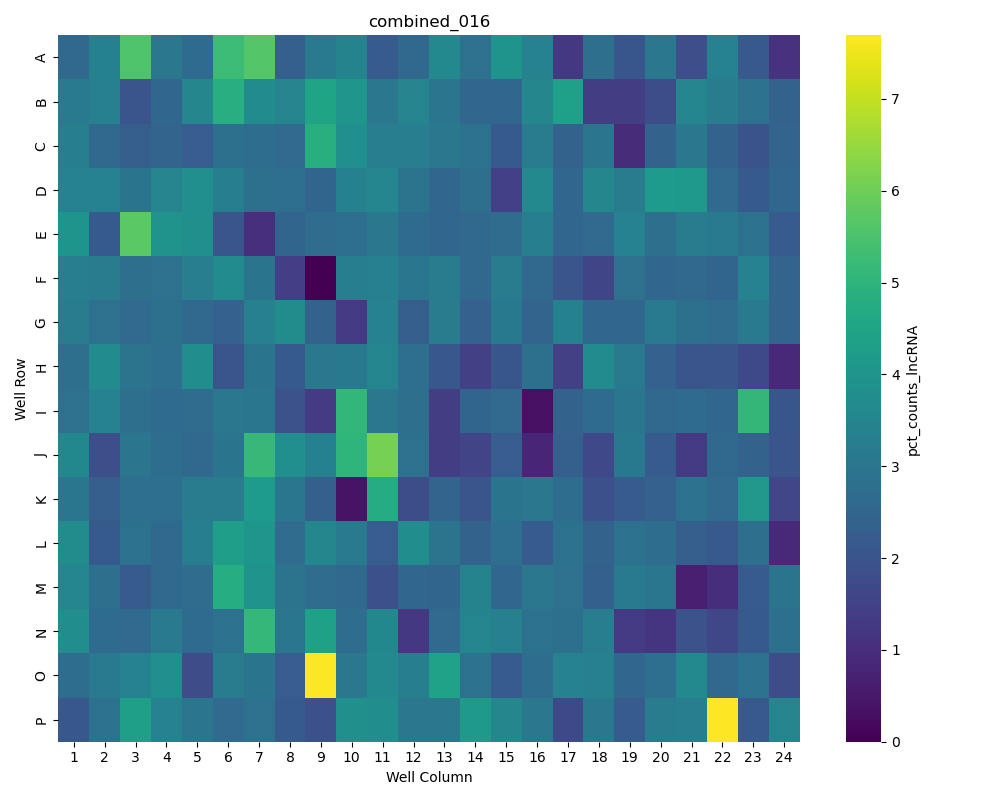 combined_016
A
B
C
D
E
F
G
H
I
J
K
L
M
N
O
P
Well Row
1 2 3 4 5 6 7 8 9 10 11 12 13 14 15 16 17 18 19 20 21 22 23 24
Well Column
7
6
5
4
3
2
1
0
pct_counts_lncRNA